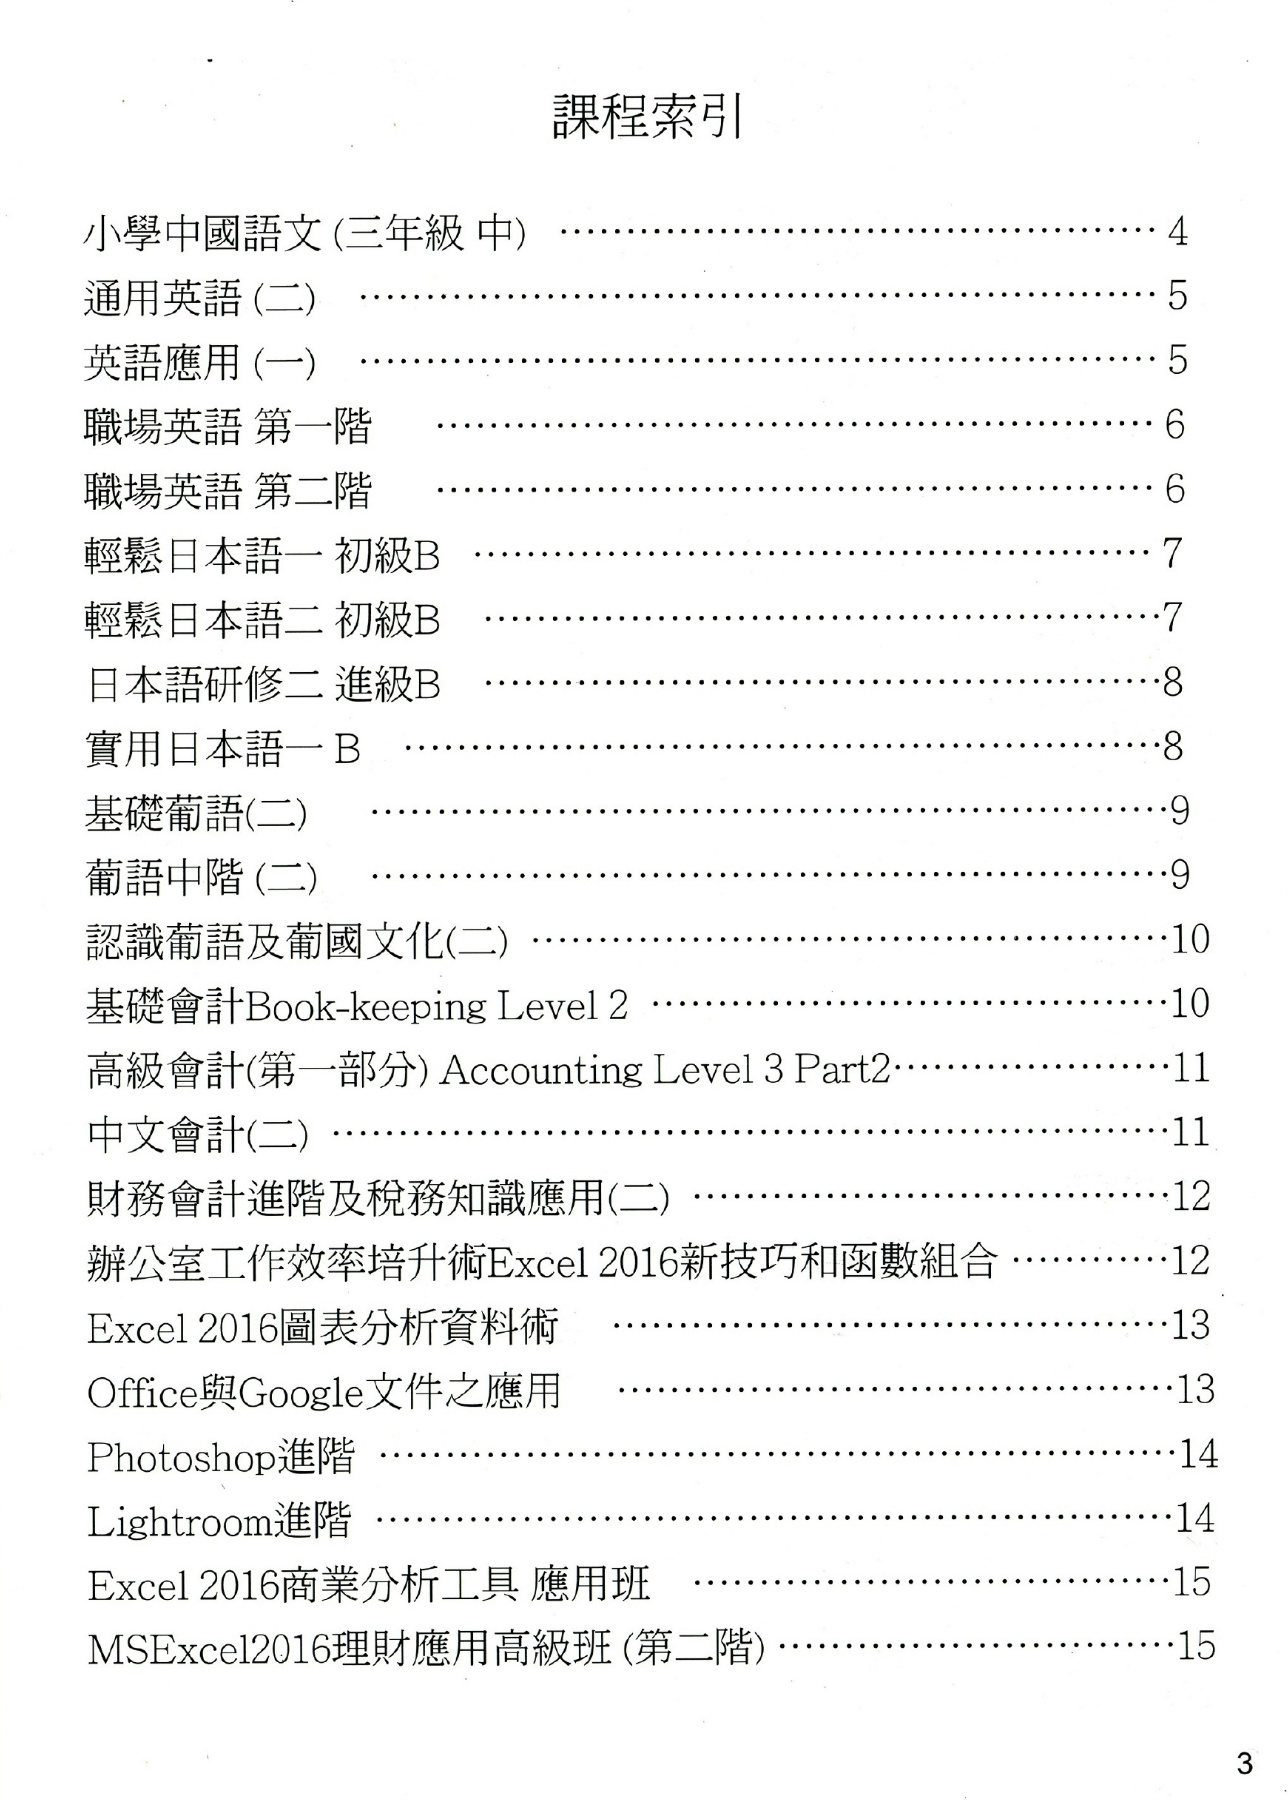 課程索引
小學中國語文 (三年級 中) ………………………………………… 4
通用英語 (二) ………………………………………………………… 5
英語應用 (一) ………………………………………………………… 5
職場英語 第一階 …………………………………………………… 6
職場英語 第二階 …………………………………………………… 6
輕鬆日本語一 初級B ………………………………………………… 7
輕鬆日本語二 初級B …………………………………………………7
日本語研修二 進級B …………………………………………………8
實用日本語一 B ………………………………………………………8
基礎葡語(二) …………………………………………………………9
葡語中階 (二) …………………………………………………………9
認識葡語及葡國文化(二) ……………………………………………10
基礎會計Book-keeping Level 2 ……………………………………10
高級會計(第一部分) Accounting Level 3 Part2…………………11
中文會計(二) …………………………………………………………11
財務會計進階及稅務知識應用(二) …………………………………12
辦公室工作效率培升術Excel 2016新技巧和函數組合 …………12
Excel 2016圖表分析資料術 ………………………………………13
Office與Google文件之應用 ………………………………………13
Photoshop進階 ………………………………………………………14
Lightroom進階 ………………………………………………………14
Excel 2016商業分析工具 應用班 …………………………………15
MSExcel2016理財應用高級班 (第二階) ……………………………15
3